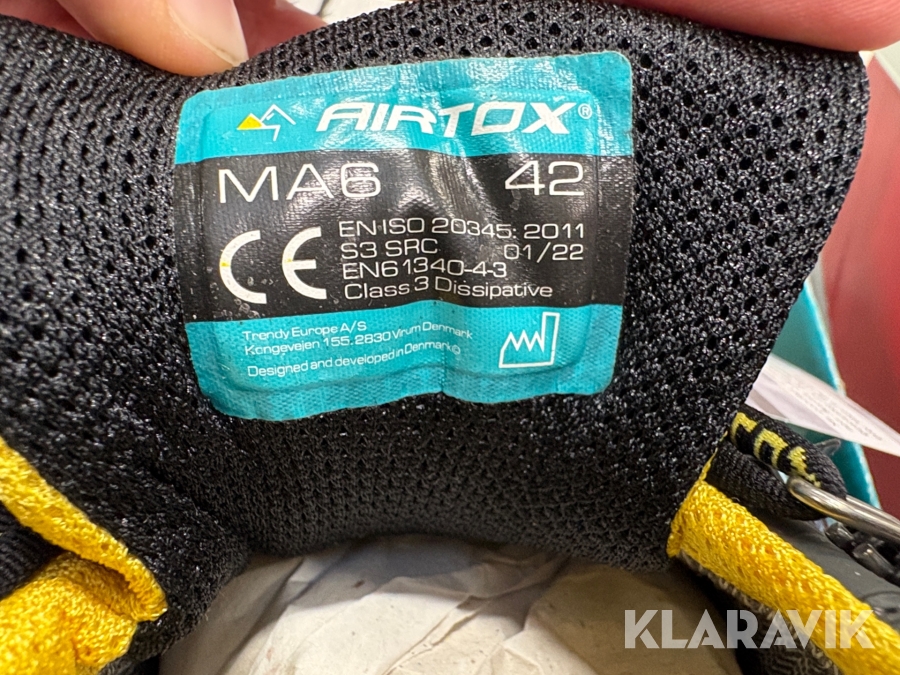 AIRTOX®
MA6 42
EN ISO 20345: 2011
S3 SRC 01/22
EN61340-4-3
Class 3 Dissipative
CE
Trendy Europe A/S
Kongevejen 155. 2830 Virum Denmark
Designed and developed in Denmark©
KLARAVIK